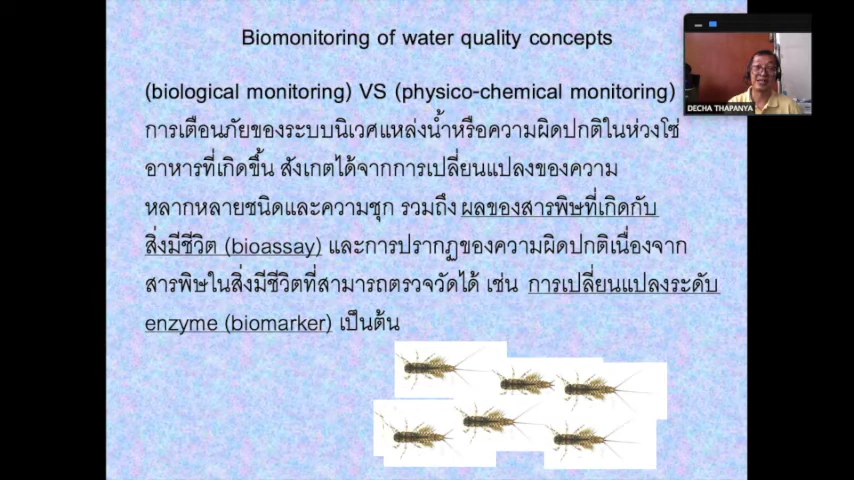 Biomonitoring of water quality concepts
(biological monitoring) VS (physico-chemical monitoring)
การเตือนภัยของระบบนิเวศแหล่งน้ำหรือความผิดปกติในห่วงโซ่
อาหารที่เกิดขึ้น สังเกตได้จากการเปลี่ยนแปลงของความ
หลากหลายชนิดและความชุก รวมถึง ผลของสารพิษที่เกิดกับ
สิ่งมีชีวิต (bioassay) และการปรากฏของความผิดปกติเนื่องจาก
สารพิษในสิ่งมีชีวิตที่สามารถตรวจวัดได้ เช่น การเปลี่ยนแปลงระดับ
enzyme (biomarker) เป็นต้น
DECHA THAPANYA